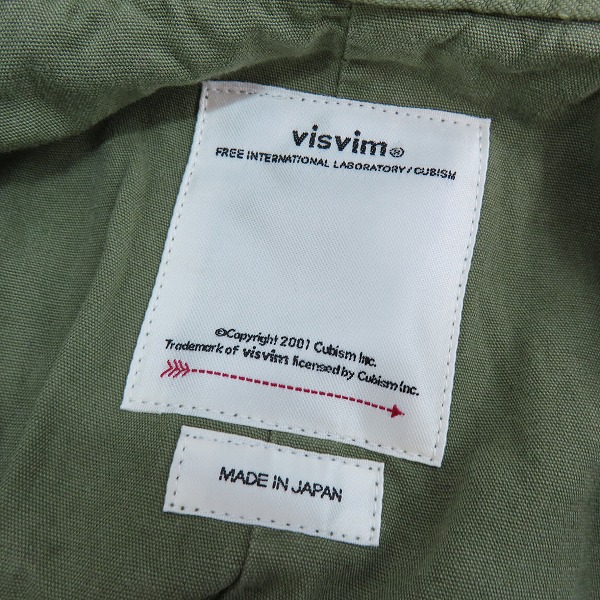 visvim®
FREE INTERNATIONAL LABORATORY / CUBISM
©Copyright 2001 Cubism Inc.
Trademark of visvim licensed by Cubism Inc.
MADE IN JAPAN